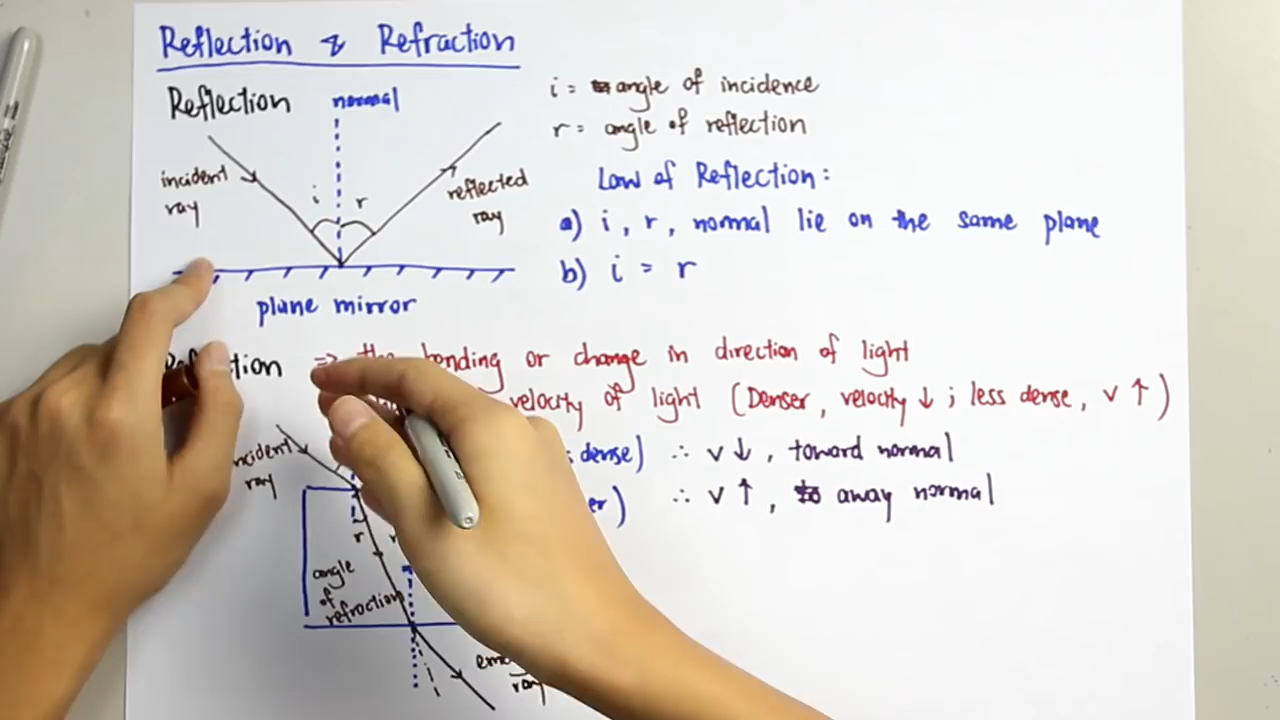 Reflection & Refraction
Reflection
normal
i = angle of incidence
r = angle of reflection
incident
ray
i
r
reflected
ray
Law of Reflection:
a) i, r, normal lie on the same plane
b) i = r
plane mirror
⇒ the bending or change in direction of light
velocity of light (Denser, velocity ↓ ; less dense, v ↑)
incident
ray
dense) ∴ v ↓, toward normal
∴ v ↑, away normal
r
angle
of
refraction
ray